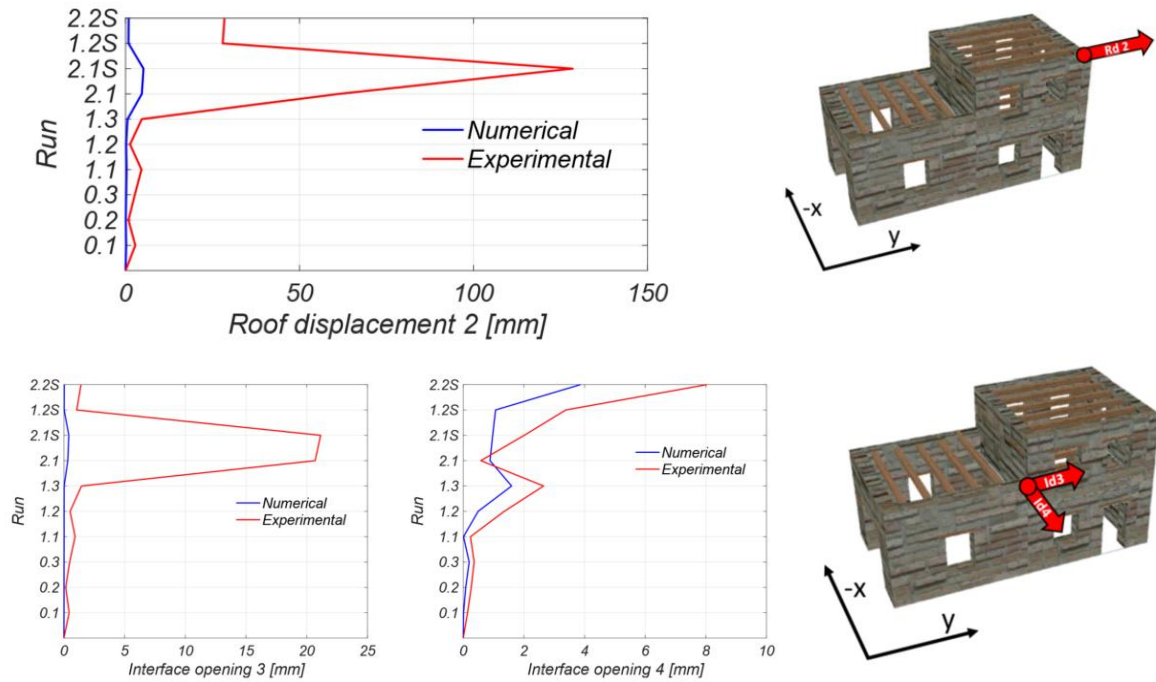 2.2S
1.2S
2.1S
2.1
1.3
1.2
1.1
0.3
0.2
0.1
Run
Numerical
Experimental
0 50 100 150
Roof displacement 2 [mm]
Rd 2
-x
y
2.2S
1.2S
2.1S
2.1
1.3
1.2
1.1
0.3
0.2
0.1
Run
Numerical
Experimental
0 5 10 15 20 25
Interface opening 3 [mm]
2.2S
1.2S
2.1S
2.1
1.3
1.2
1.1
0.3
0.2
0.1
Run
Numerical
Experimental
0 2 4 6 8 10
Interface opening 4 [mm]
Id3
Id4
-x
y